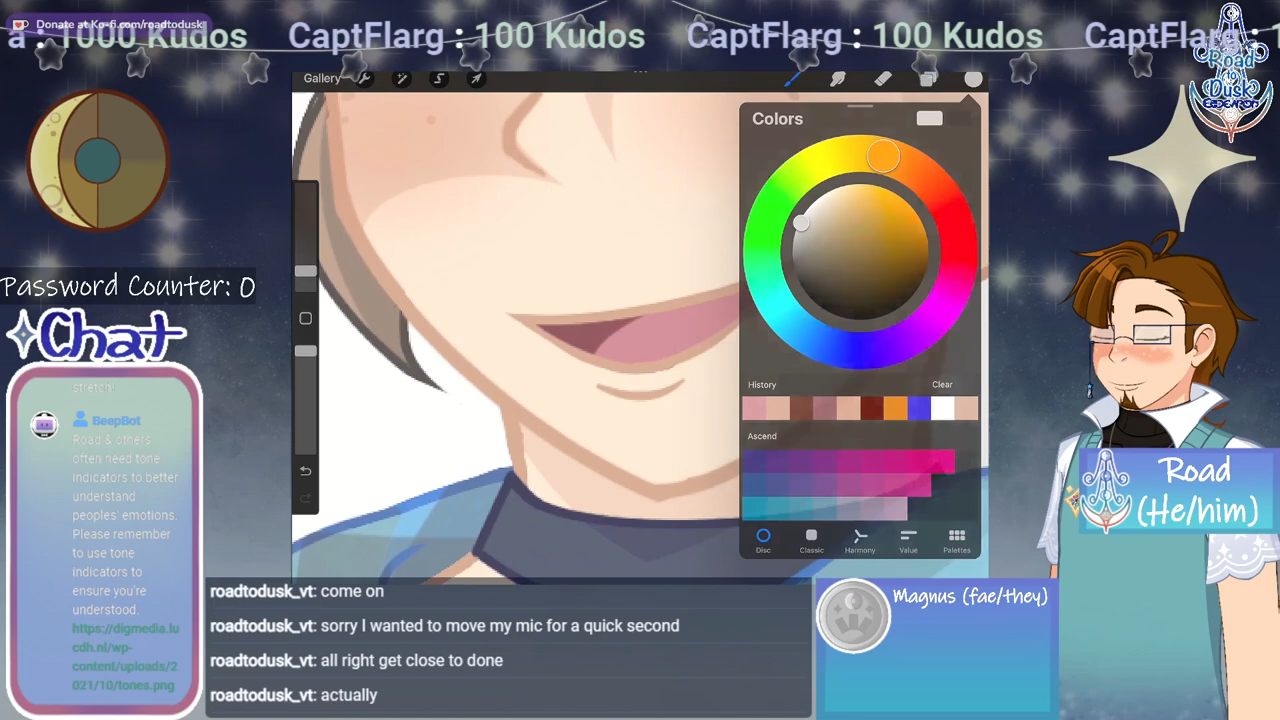 Donate at Ko-fi.com/roadtodusk
a : 1000 Kudos CaptFlarg : 100 Kudos CaptFlarg : 100 Kudos CaptFlarg : 1
Road
to
Dusk
Gallery
Colors
Password Counter: 0
Chat
stretch!
BeepBot
Road & others
often need tone
indicators to better
understand
peoples' emotions.
Please remember
to use tone
indicators to
ensure you're
understood.
https://digmedia.lu
cdh.nl/wp-
content/uploads/2
021/10/tones.png
History
Clear
Ascend
Disc
Classic
Harmony
Value
Palettes
Road
(He/him)
roadtodusk_vt: come on
roadtodusk_vt: sorry I wanted to move my mic for a quick second
roadtodusk_vt: all right get close to done
roadtodusk_vt: actually
Magnus (fae/they)